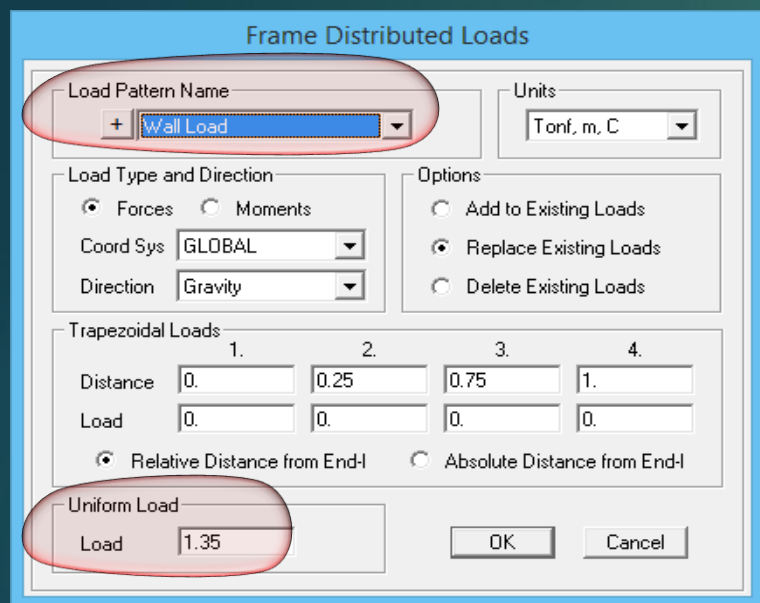 Frame Distributed Loads
Load Pattern Name
+ Wall Load
Units
Tonf, m, C
Load Type and Direction
Forces Moments
Coord Sys GLOBAL
Direction Gravity
Options
Add to Existing Loads
Replace Existing Loads
Delete Existing Loads
Trapezoidal Loads
1. 2. 3. 4.
Distance 0. 0.25 0.75 1.
Load 0. 0. 0. 0.
Relative Distance from End-I Absolute Distance from End-I
Uniform Load
Load 1.35
OK Cancel